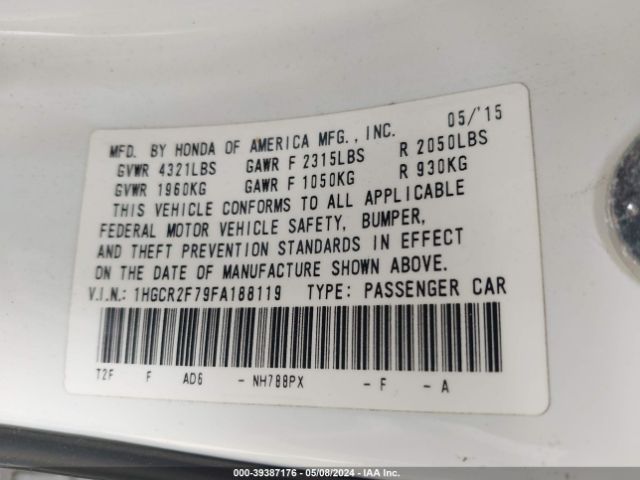 05/'15
MFD. BY HONDA OF AMERICA MFG., INC.
GVWR 4321LBS GAWR F 2315LBS R 2050LBS
GVWR 1960KG GAWR F 1050KG R 930KG
THIS VEHICLE CONFORMS TO ALL APPLICABLE
FEDERAL MOTOR VEHICLE SAFETY, BUMPER,
AND THEFT PREVENTION STANDARDS IN EFFECT
ON THE DATE OF MANUFACTURE SHOWN ABOVE.
V.I.N.: 1HGCR2F79FA188119 TYPE: PASSENGER CAR
T2F F AD6 - NH788PX - F - A
000-39387176 - 05/08/2024 - IAA Inc.